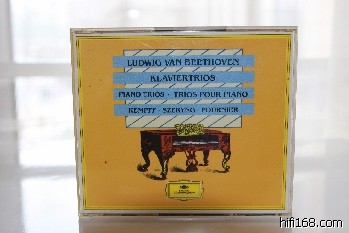 LUDWIG VAN BEETHOVEN
KLAVIERTRIOS
PIANO TRIOS · TRIOS POUR PIANO
KEMPFF · SZERYNG · FOURNIER
hifi168.com